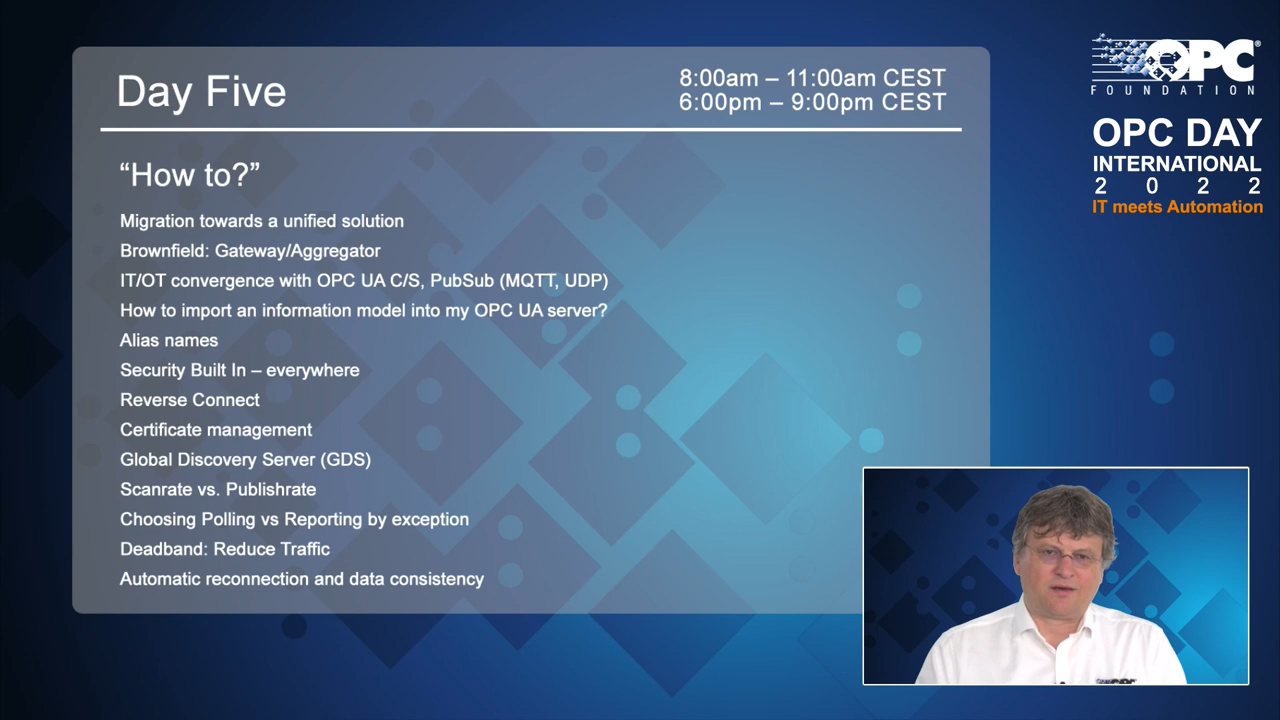 Day Five
8:00am – 11:00am CEST
6:00pm – 9:00pm CEST
“How to?”
Migration towards a unified solution
Brownfield: Gateway/Aggregator
IT/OT convergence with OPC UA C/S, PubSub (MQTT, UDP)
How to import an information model into my OPC UA server?
Alias names
Security Built In – everywhere
Reverse Connect
Certificate management
Global Discovery Server (GDS)
Scanrate vs. Publishrate
Choosing Polling vs Reporting by exception
Deadband: Reduce Traffic
Automatic reconnection and data consistency
OPC®
FOUNDATION
OPC DAY
INTERNATIONAL
2022
IT meets Automation
OPC